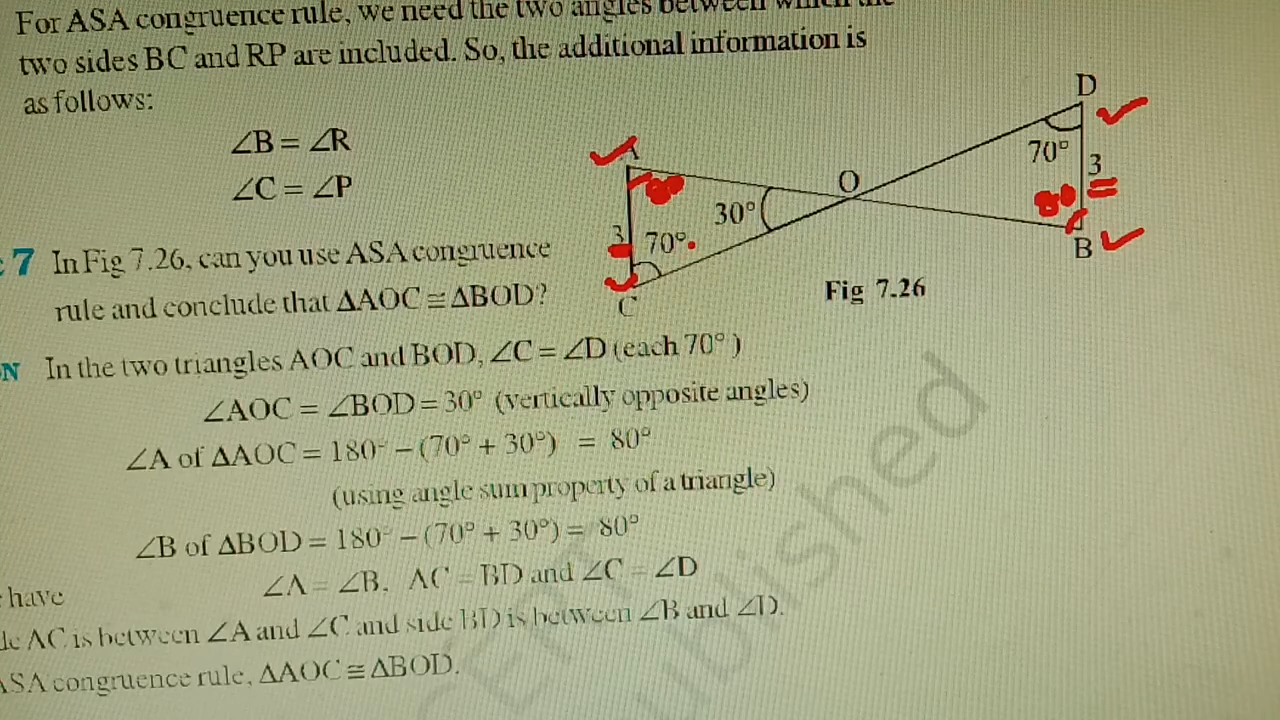 For ASA congruence rule, we need the two angles between which the
two sides BC and RP are included. So, the additional information is
as follows:
∠B = ∠R
∠C = ∠P
D
A
70°
3
O
30°
3
70°
B
C
Fig 7.26
7 In Fig 7.26, can you use ASA congruence
rule and conclude that ΔAOC ≅ ΔBOD?
N In the two triangles AOC and BOD, ∠C = ∠D (each 70°)
∠AOC = ∠BOD = 30° (vertically opposite angles)
∠A of ΔAOC = 180° – (70° + 30°) = 80°
(using angle sum property of a triangle)
∠B of ΔBOD = 180° – (70° + 30°) = 80°
have ∠A = ∠B, AC = BD and ∠C = ∠D
AC is between ∠A and ∠C and side BD is between ∠B and ∠D.
ASA congruence rule, ΔAOC ≅ ΔBOD.